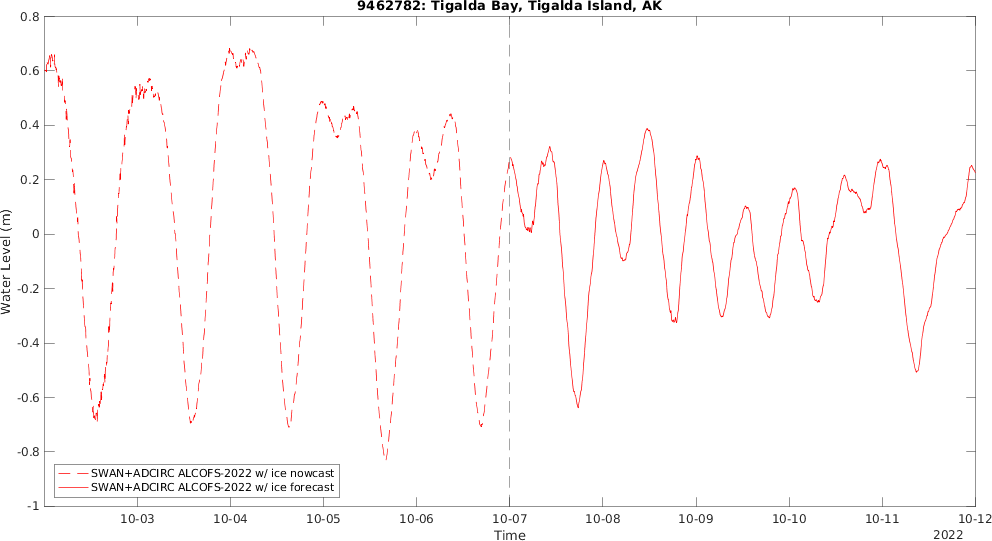 9462782: Tigalda Bay, Tigalda Island, AK
0.8
0.6
0.4
0.2
0
-0.2
-0.4
-0.6
-0.8
-1
Water Level (m)
SWAN+ADCIRC ALCOFS-2022 w/ ice nowcast
SWAN+ADCIRC ALCOFS-2022 w/ ice forecast
10-03 10-04 10-05 10-06 10-07 10-08 10-09 10-10 10-11 10-12
Time
2022